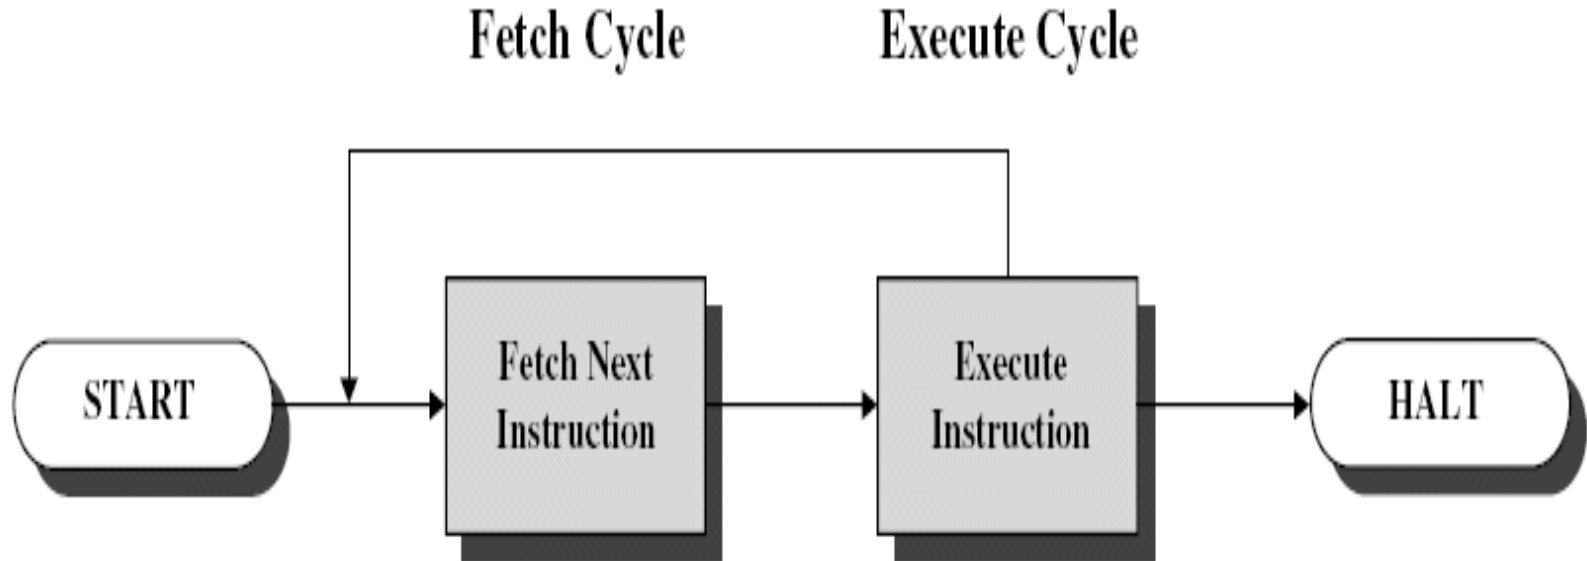 Fetch Cycle
Execute Cycle
START
Fetch Next
Instruction
Execute
Instruction
HALT